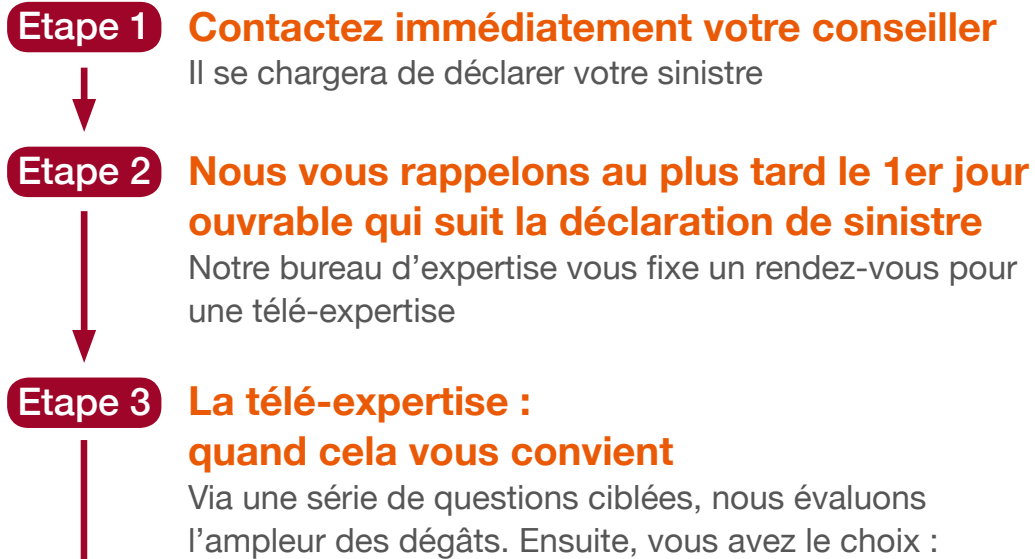 Etape 1
Contactez immédiatement votre conseiller
Il se chargera de déclarer votre sinistre
Etape 2
Nous vous rappelons au plus tard le 1er jour
ouvrable qui suit la déclaration de sinistre
Notre bureau d’expertise vous fixe un rendez-vous pour
une télé-expertise
Etape 3
La télé-expertise :
quand cela vous convient
Via une série de questions ciblées, nous évaluons
l’ampleur des dégâts. Ensuite, vous avez le choix :